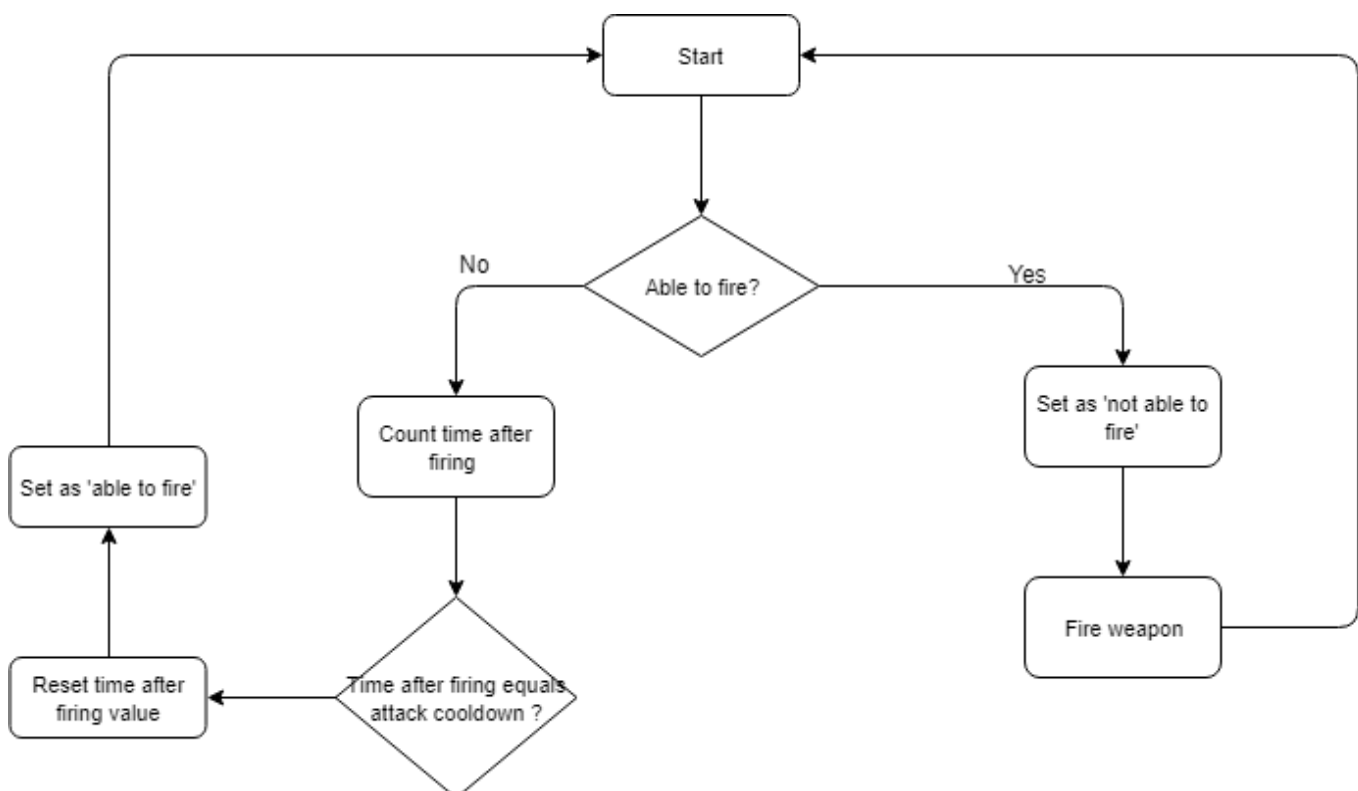 Start
Able to fire?
No
Yes
Count time after
firing
Set as 'not able to
fire'
Set as 'able to fire'
Fire weapon
Time after firing equals
attack cooldown ?
Reset time after
firing value